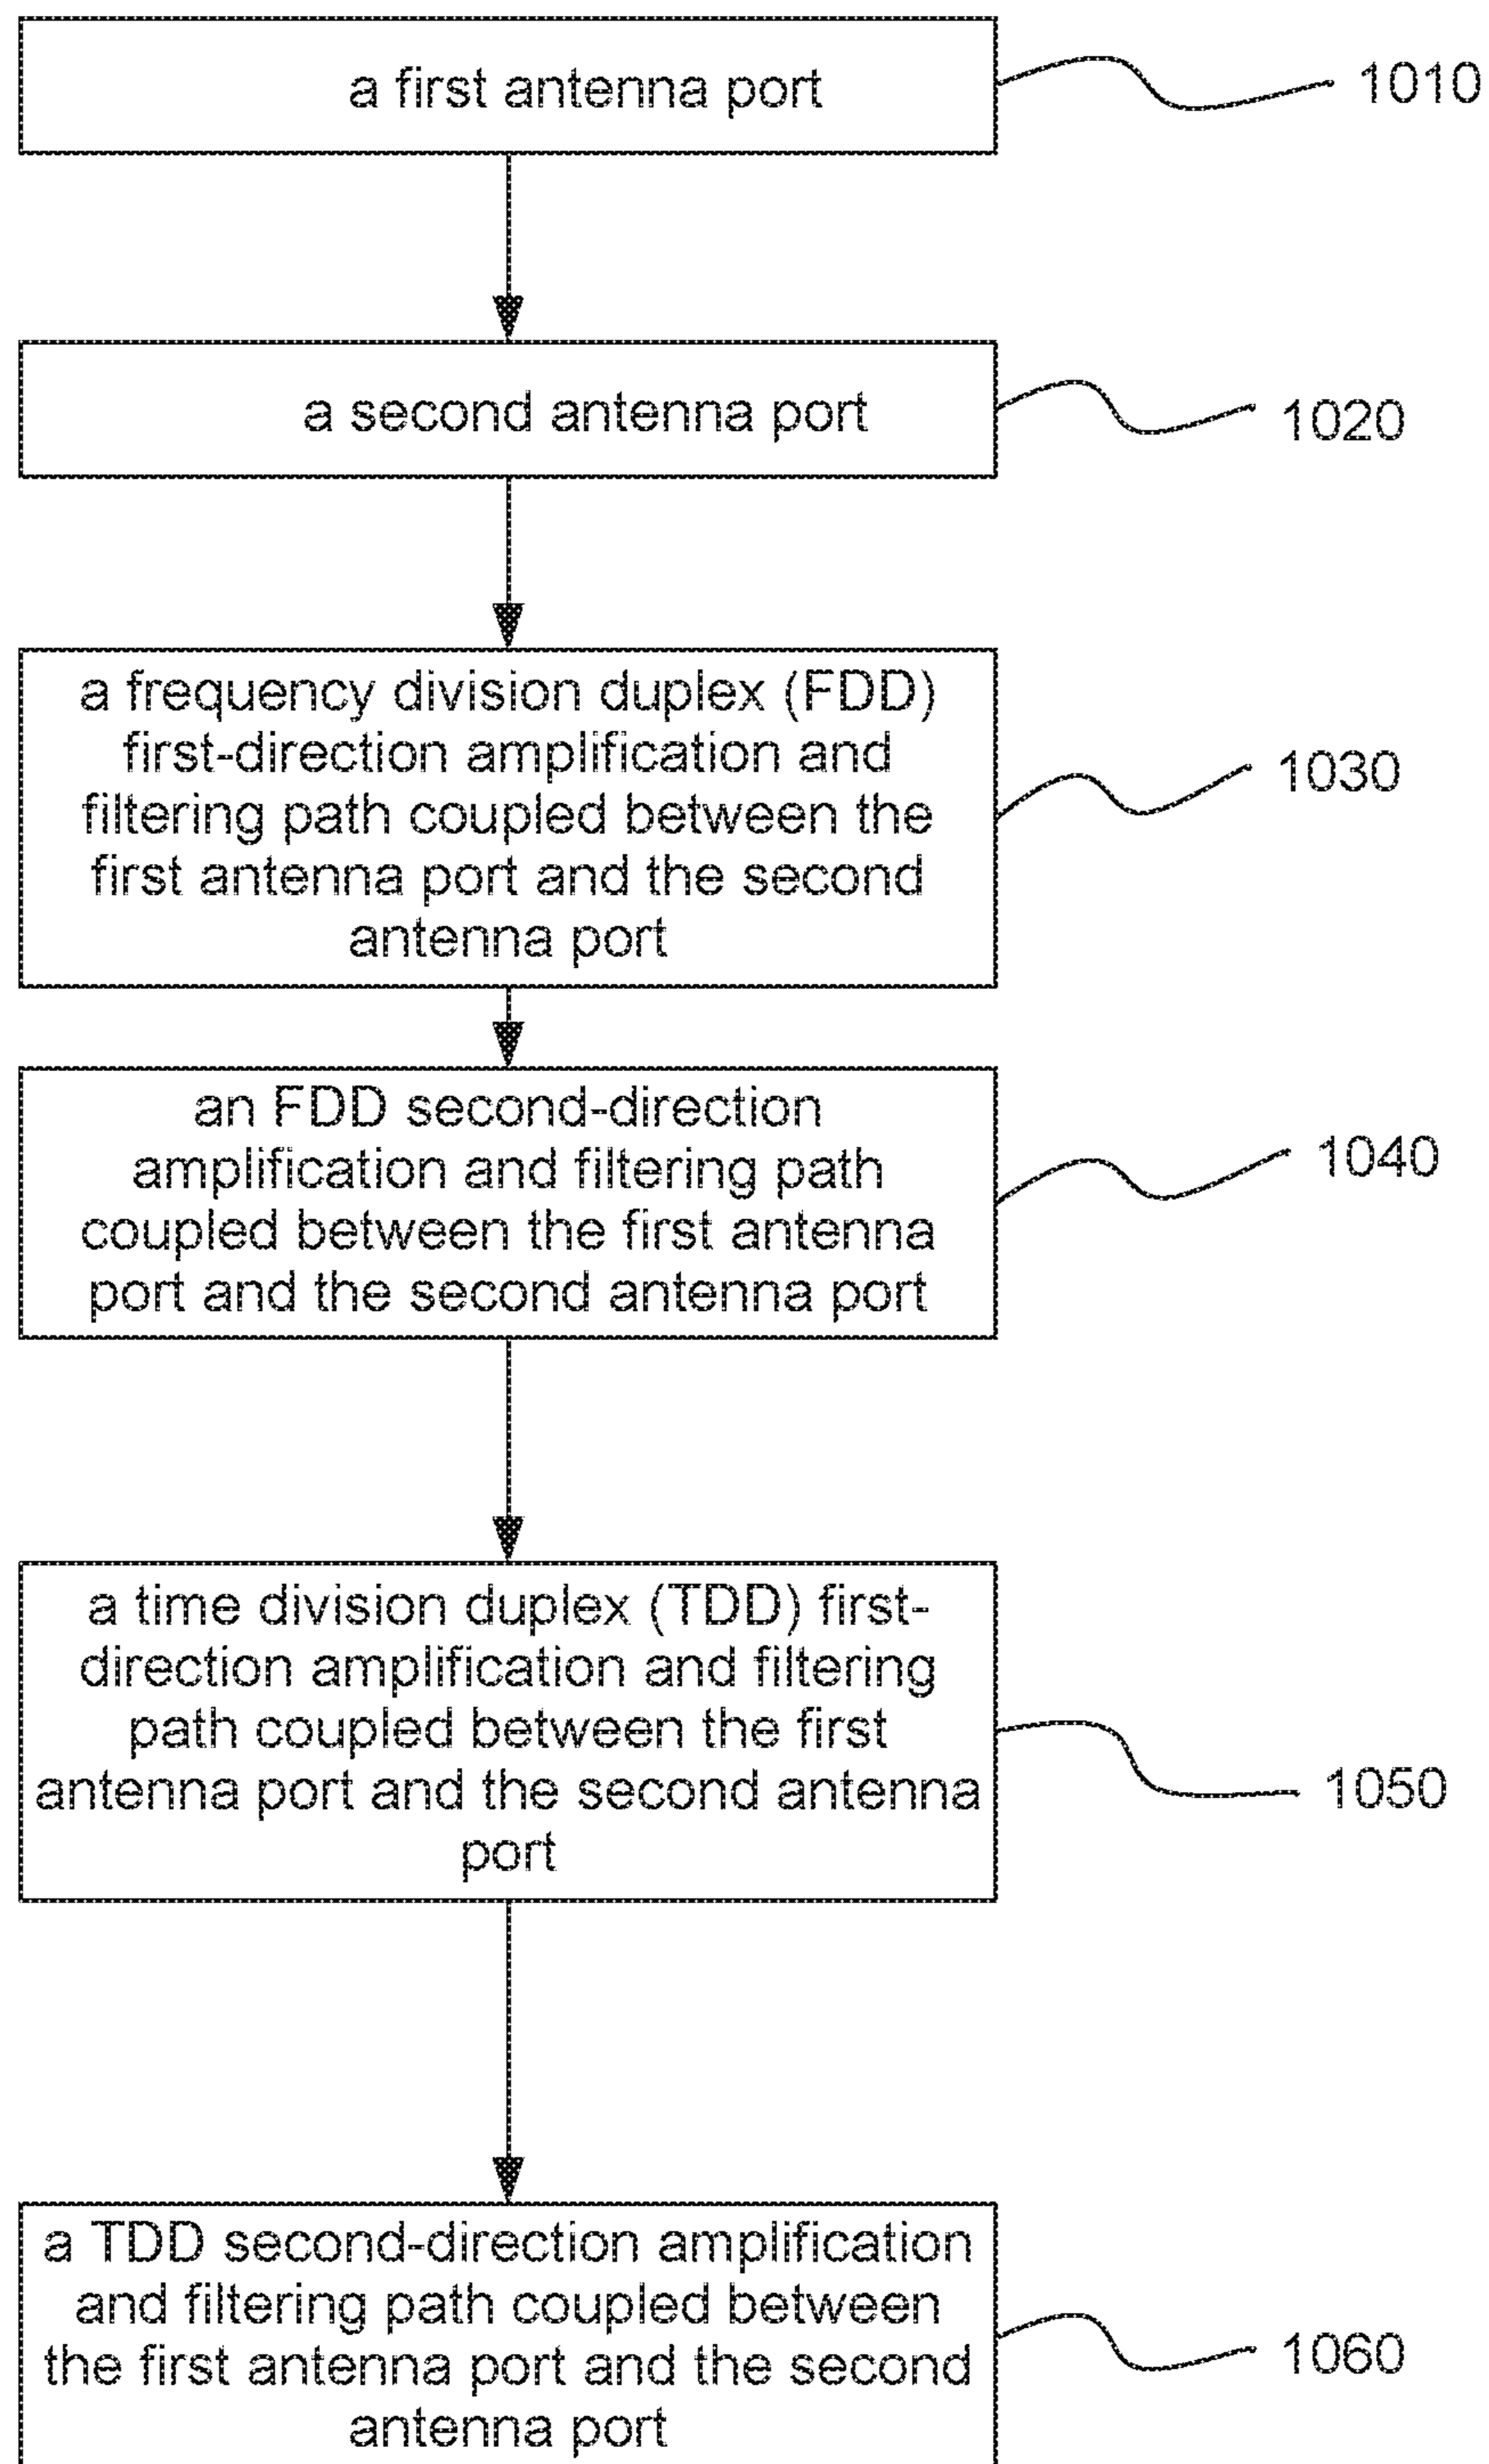 a first antenna port
1010
a second antenna port
1020
a frequency division duplex (FDD)
first-direction amplification and
filtering path coupled between the
first antenna port and the second
antenna port
1030
an FDD second-direction
amplification and filtering path
coupled between the first antenna
port and the second antenna port
1040
a time division duplex (TDD) first-
direction amplification and filtering
path coupled between the first
antenna port and the second antenna
port
1050
a TDD second-direction amplification
and filtering path coupled between
the first antenna port and the second
antenna port
1060